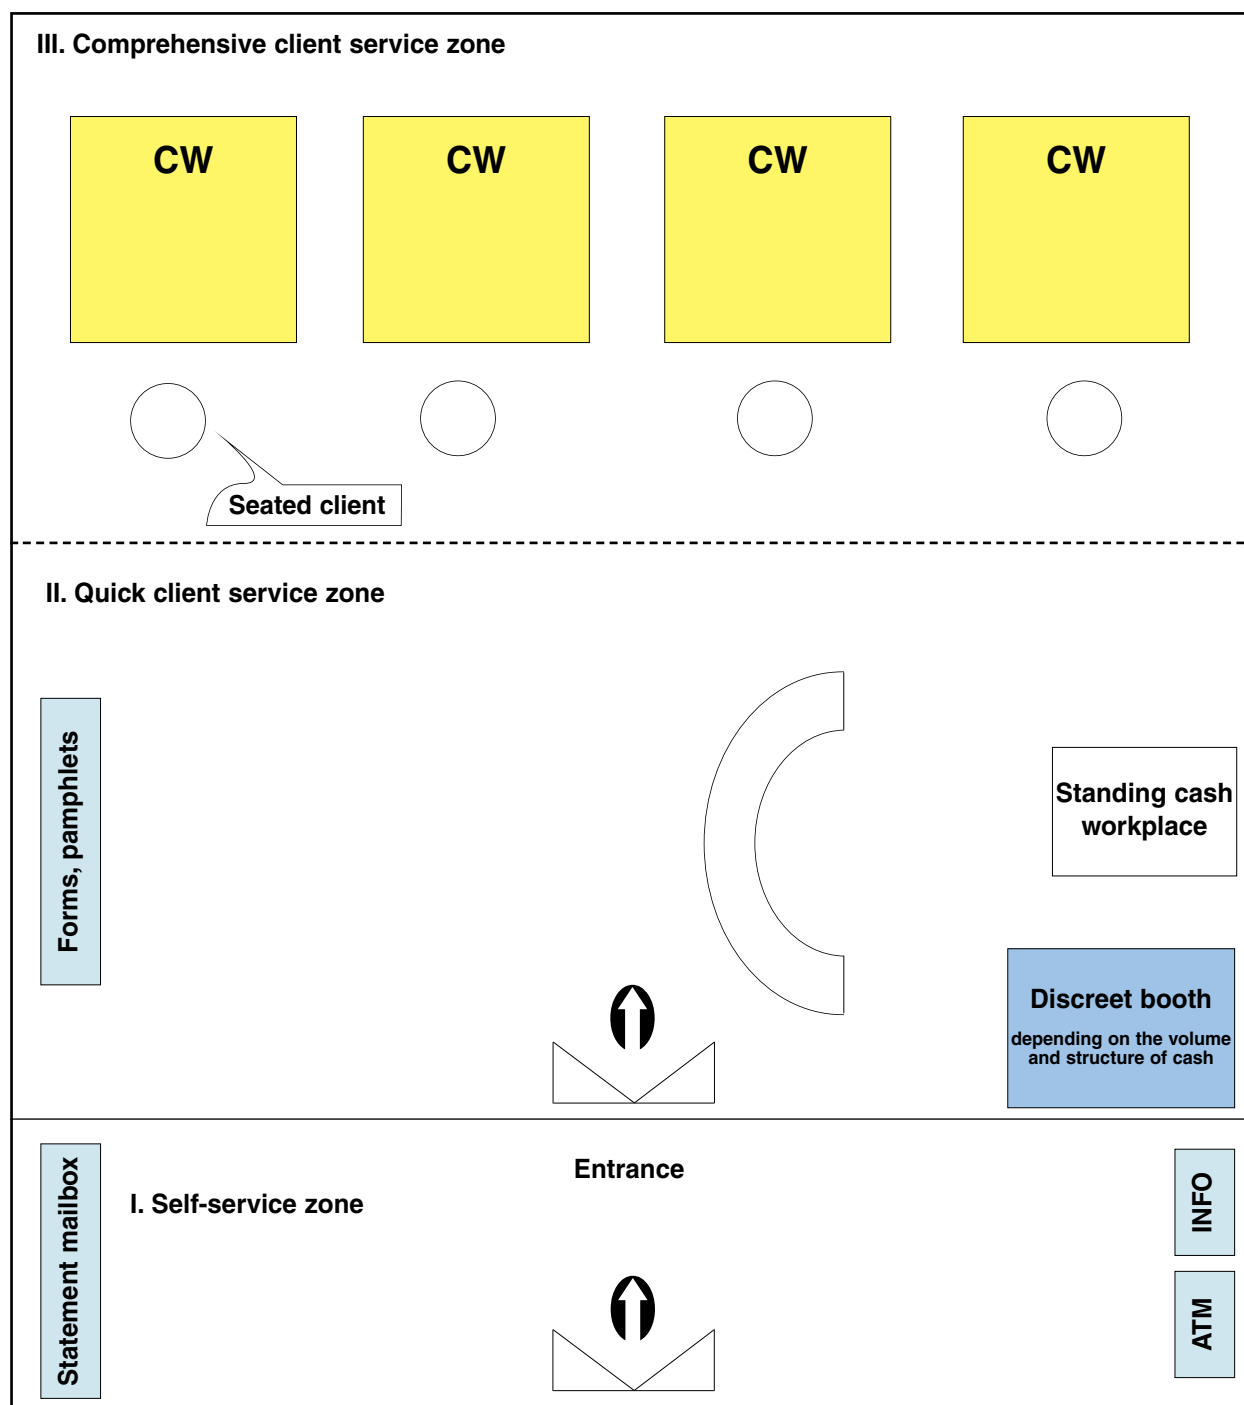 III. Comprehensive client service zone
CW
CW
CW
CW
Seated client
II. Quick client service zone
Forms, pamphlets
Standing cash
workplace
Discreet booth
depending on the volume
and structure of cash
Statement mailbox
Entrance
I. Self-service zone
INFO
ATM